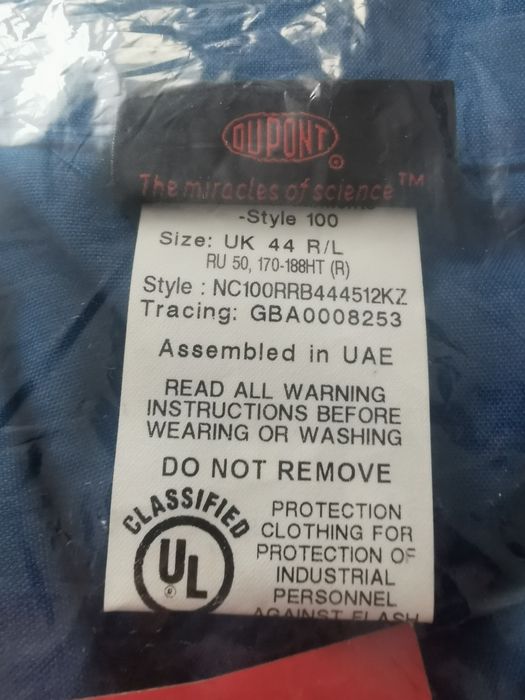 DUPONT
The miracles of science™
-Style 100
Size: UK 44 R/L
RU 50, 170-188HT (R)
Style : NC100RRB444512KZ
Tracing: GBA0008253
Assembled in UAE
READ ALL WARNING
INSTRUCTIONS BEFORE
WEARING OR WASHING
DO NOT REMOVE
CLASSIFIED
UL
®
PROTECTION
CLOTHING FOR
PROTECTION OF
INDUSTRIAL
PERSONNEL
AGAINST FLASH